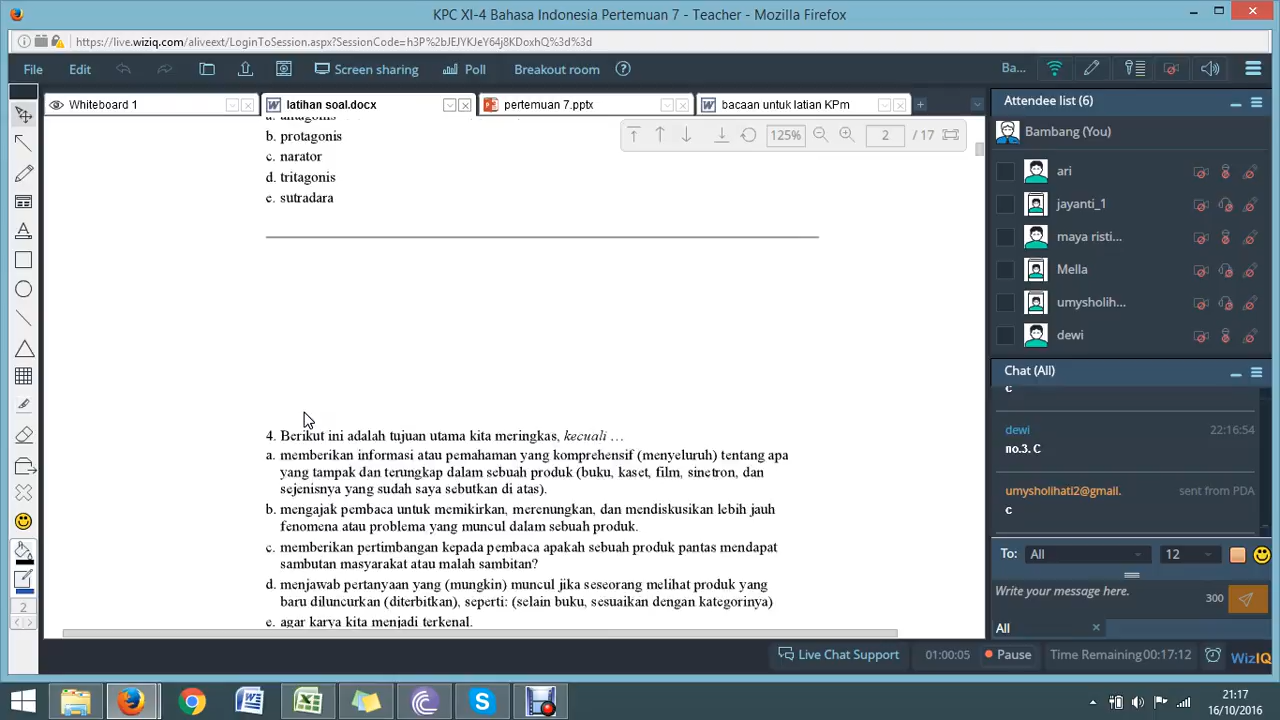 KPC XI-4 Bahasa Indonesia Pertemuan 7 - Teacher - Mozilla Firefox
https://live.wiziq.com/aliveext/LoginToSession.aspx?SessionCode=h3P%2bJEJYKJeY64j8KDoxhQ%3d%3d
File Edit Screen sharing Poll Breakout room Ba...
Whiteboard 1 latihan soal.docx pertemuan 7.pptx bacaan untuk latian KPm
125% 2 / 17
a. antagonis
b. protagonis
c. narator
d. tritagonis
e. sutradara
4. Berikut ini adalah tujuan utama kita meringkas, kecuali …
a. memberikan informasi atau pemahaman yang komprehensif (menyeluruh) tentang apa
yang tampak dan terungkap dalam sebuah produk (buku, kaset, film, sinetron, dan
sejenisnya yang sudah saya sebutkan di atas).
b. mengajak pembaca untuk memikirkan, merenungkan, dan mendiskusikan lebih jauh
fenomena atau problema yang muncul dalam sebuah produk.
c. memberikan pertimbangan kepada pembaca apakah sebuah produk pantas mendapat
sambutan masyarakat atau malah sambitan?
d. menjawab pertanyaan yang (mungkin) muncul jika seseorang melihat produk yang
baru diluncurkan (diterbitkan), seperti: (selain buku, sesuaikan dengan kategorinya)
e. agar karya kita menjadi terkenal.
2
Attendee list (6)
Bambang (You)
ari
jayanti_1
maya risti...
Mella
umysholih...
dewi
Chat (All)
c
dewi 22:16:54
no.3. C
umysholihati2@gmail. sent from PDA
c
To: All 12
Write your message here. 300
All
Live Chat Support 01:00:05 Pause Time Remaining 00:17:12 WizIQ
21:17
16/10/2016